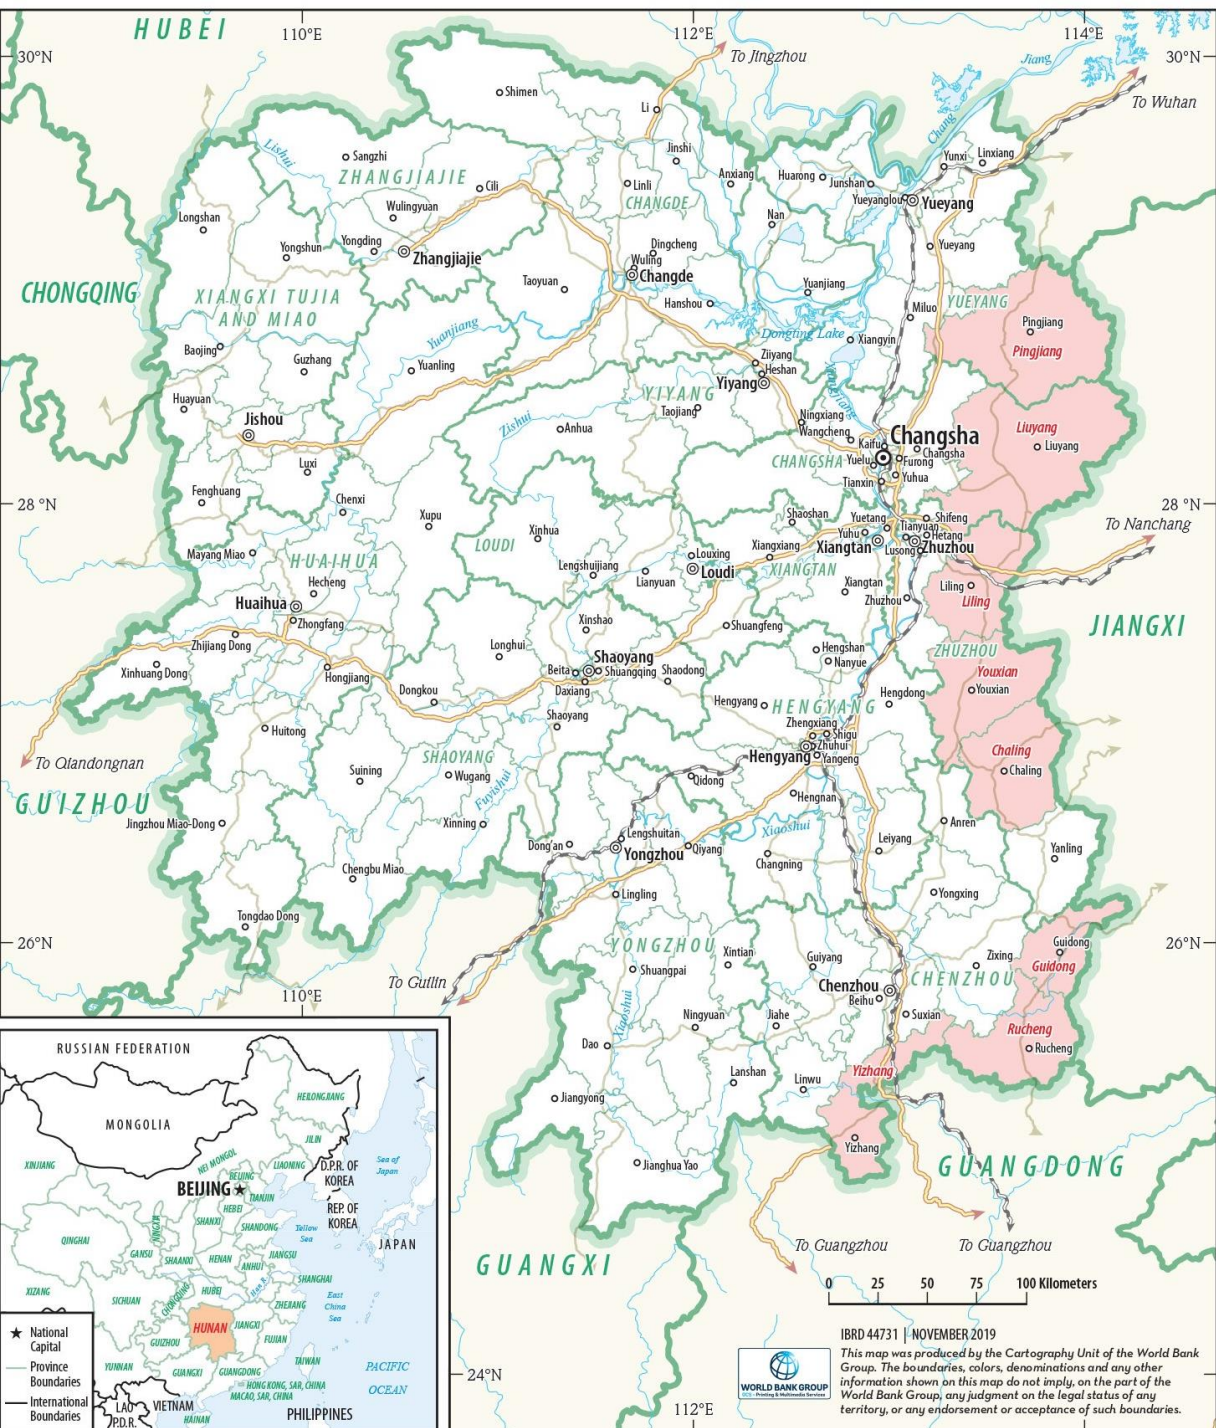 HUBEI
110°E
112°E
114°E
30°N
30°N
To Jingzhou
Jiang
To Wuhan
Shimen
Li
Chang
Lishui
Sangzhi
Jinshi
Yunxi
Linxiang
ZHANGJIAJIE
Cili
Linli
Anxiang
Huarong
Junshan
CHANGDE
Yueyanglou
Yueyang
Longshan
Wulingyuan
Nan
Yongshun
Yongding
Zhangjiajie
Dingcheng
Wuling
Changde
Yueyang
CHONGQING
XIANGXI TUJIA
AND MIAO
Taoyuan
Hanshou
Yuanjiang
Miluo
YUEYANG
Pingjiang
Pingjiang
Yuanjiang
Dongting Lake
Xiangyin
Baojing
Guzhang
Yuanling
Ziiyang
Heshan
Yiyang
YIYANG
Taojiang
Xiangjiang
Huayuan
Jishou
Zishui
Anhua
Ningxiang
Wangcheng
Changsha
Kaifu
Changsha
Liuyang
Liuyang
CHANGSHA
Yuelu
Furong
Yuhua
Tianxin
Luxi
Fenghuang
28°N
28°N
Chenxi
Xupu
Xinhua
LOUDI
Shaoshan
Yuetang
Shifeng
Tianyuan
Hetang
Yuhu
Xiangtan
Lusong
Zhuzhou
To Nanchang
Mayang Miao
HUAIHUA
Louxing
Loudi
Xiangxiang
XIANGTAN
Lengshuijiang
Lianyuan
Hecheng
Huaihua
Zhongfang
Xiangtan
Zhuzhou
Liling
Liling
JIANGXI
Xinshao
Shuangfeng
Zhijiang Dong
Xinhuang Dong
Longhui
Shaoyang
Beita
Shuangqing
Daxiang
Shaodong
Hengshan
Nanyue
ZHUZHOU
Youxian
Youxian
Hongjiang
Dongkou
Shaoyang
Hengyang
HENGYANG
Hengdong
Huitong
Zhengxiang
Shigu
Zhuhui
Hengyang
Yangeng
Chaling
Chaling
To Qiandongnan
Suining
SHAOYANG
Wugang
Qidong
GUIZHOU
Fuyishui
Hengnan
Jingzhou Miao-Dong
Xinning
Xiaoshui
Anren
Dong'an
Lengshuitan
Yongzhou
Qiyang
Leiyang
Yanling
Changning
Chengbu Miao
Lingling
Yongxing
Tongdao Dong
26°N
26°N
YONGZHOU
Xintian
Guiyang
Zixing
Guidong
Guidong
Shuangpai
CHENZHOU
To Guilin
110°E
Chenzhou
Beihu
Xiaoshui
Ningyuan
Jiahe
Suxian
Rucheng
Rucheng
Dao
Lanshan
Linwu
Yizhang
Jiangyong
Yizhang
Jianghua Yao
GUANGDONG
GUANGXI
To Guangzhou
To Guangzhou
RUSSIAN FEDERATION
HEILONGJIANG
MONGOLIA
JILIN
XINJIANG
NEI MONGOL
LIAONING
D.P.R. OF
KOREA
Sea of
Japan
BEIJING
BEIJING
TIANJIN
HEBEI
REP. OF
KOREA
NINGXIA
SHANXI
SHANDONG
Yellow
Sea
JAPAN
QINGHAI
GANSU
SHAANXI
HENAN
JIANGSU
ANHUI
SHANGHAI
XIZANG
SICHUAN
CHONGQING
HUBEI
Han R.
ZHEJIANG
East
China
Sea
HUNAN
JIANGXI
GUIZHOU
FUJIAN
YUNNAN
GUANGXI
GUANGDONG
TAIWAN
PACIFIC
OCEAN
HONG KONG, SAR, CHINA
MACAO, SAR, CHINA
LAO
P.D.R.
VIETNAM
HAINAN
PHILIPPINES
National
Capital
Province
Boundaries
International
Boundaries
0 25 50 75 100 Kilometers
24°N
112°E
WORLD BANK GROUP
GCS - Printing & Multimedia Services
IBRD 44731 | NOVEMBER 2019
This map was produced by the Cartography Unit of the World Bank
Group. The boundaries, colors, denominations and any other
information shown on this map do not imply, on the part of the
World Bank Group, any judgment on the legal status of any
territory, or any endorsement or acceptance of such boundaries.